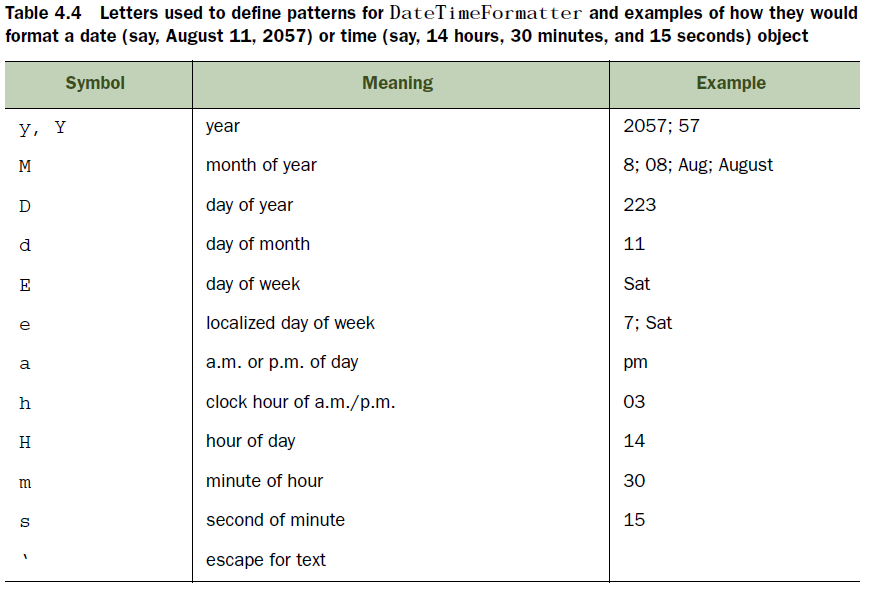 Table 4.4 Letters used to define patterns for DateTimeFormatter and examples of how they would
format a date (say, August 11, 2057) or time (say, 14 hours, 30 minutes, and 15 seconds) object
Symbol Meaning Example
y, Y year 2057; 57
M month of year 8; 08; Aug; August
D day of year 223
d day of month 11
E day of week Sat
e localized day of week 7; Sat
a a.m. or p.m. of day pm
h clock hour of a.m./p.m. 03
H hour of day 14
m minute of hour 30
s second of minute 15
‘ escape for text